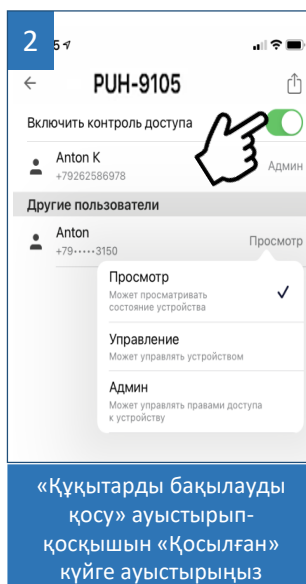 2
5
PUH-9105
Включить контроль доступа
Anton K
Админ
+79262586978
Другие пользователи
Anton
Просмотр
+79•••••3150
Просмотр
Может просматривать
состояние устройства
Управление
Может управлять устройством
Админ
Может управлять правами доступа
к устройству
«Құқытарды бақылауды
қосу» ауыстырып-
қосқышын «Қосылған»
күйге ауыстырыңыз